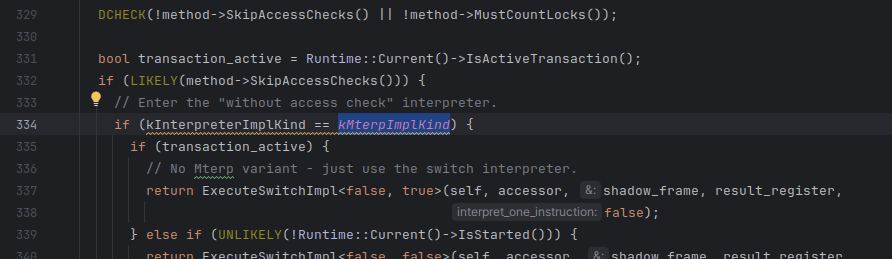 329 DCHECK(!method->SkipAccessChecks() || !method->MustCountLocks());
330
331 bool transaction_active = Runtime::Current()->IsActiveTransaction();
332 if (LIKELY(method->SkipAccessChecks())) {
333 // Enter the "without access check" interpreter.
334 if (kInterpreterImplKind == kMterpImplKind) {
335 if (transaction_active) {
336 // No Mterp variant - just use the switch interpreter.
337 return ExecuteSwitchImpl<false, true>(self, accessor, &: shadow_frame, result_register,
338 interpret_one_instruction: false);
339 } else if (UNLIKELY(!Runtime::Current()->IsStarted())) {
340 return ExecuteSwitchImpl<false, false>(self, accessor, &: shadow_frame, result_register,